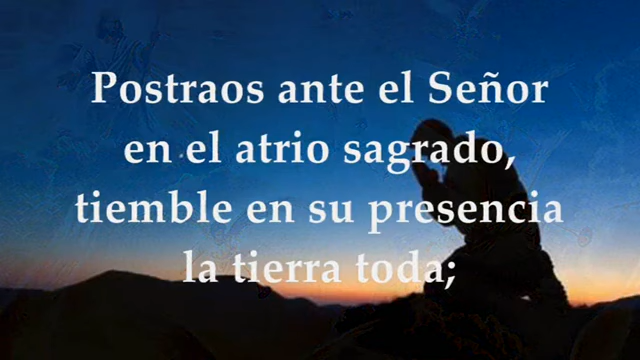 Postraos ante el Señor
en el atrio sagrado,
tiemble en su presencia
la tierra toda;